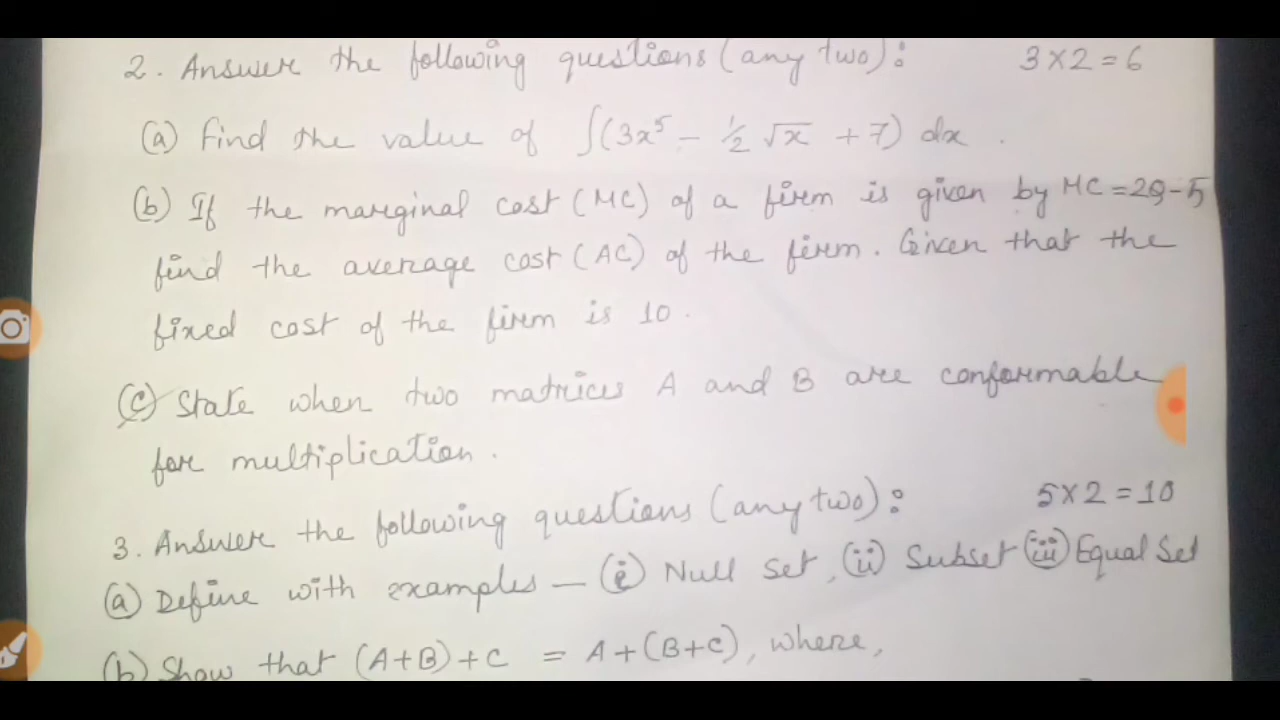 2. Answer the following questions (any two): 3×2=6
(a) Find the value of ∫(3x⁵ - ½ √x + 7) dx.
(b) If the marginal cost (MC) of a firm is given by MC = 2q-5
find the average cost (AC) of the firm. Given that the
fixed cost of the firm is 10.
(c) State when two matrices A and B are conformable
for multiplication.
3. Answer the following questions (any two): 5×2=10
(a) Define with examples — (i) Null Set, (ii) Subset (iii) Equal Set
(b) Show that (A+B)+C = A+(B+C), where,